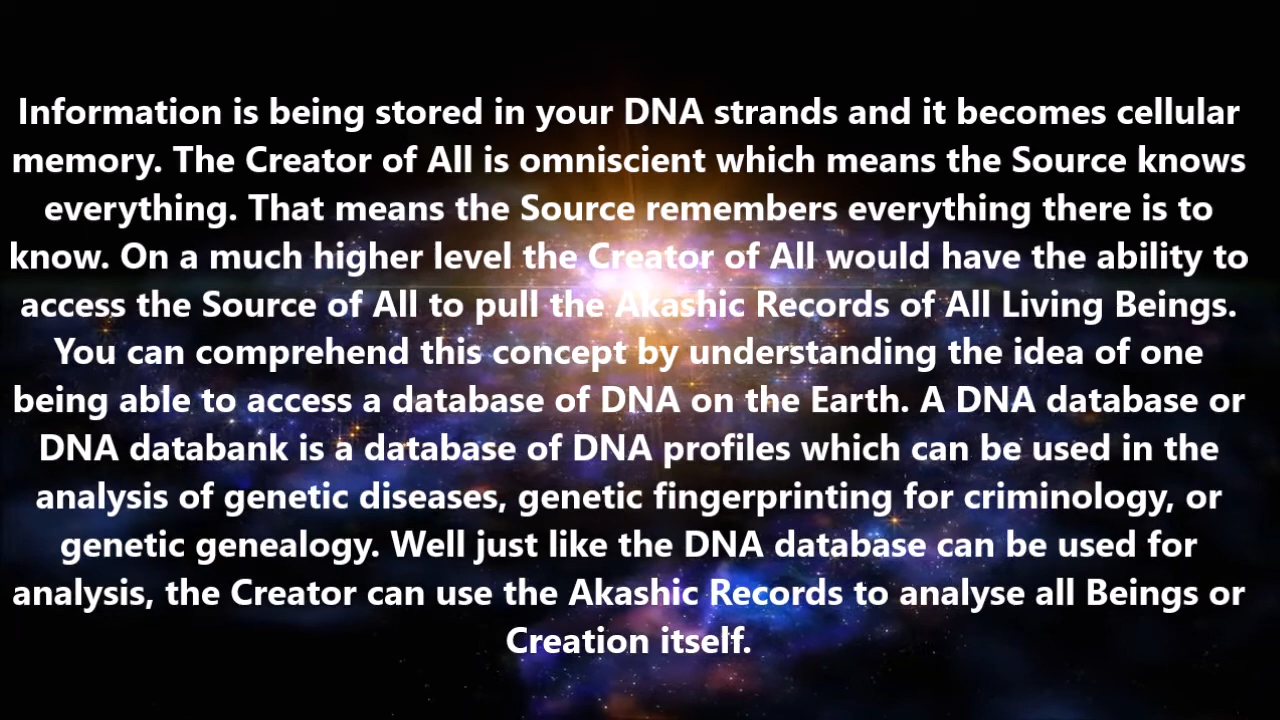 Information is being stored in your DNA strands and it becomes cellular
memory. The Creator of All is omniscient which means the Source knows
everything. That means the Source remembers everything there is to
know. On a much higher level the Creator of All would have the ability to
access the Source of All to pull the Akashic Records of All Living Beings.
You can comprehend this concept by understanding the idea of one
being able to access a database of DNA on the Earth. A DNA database or
DNA databank is a database of DNA profiles which can be used in the
analysis of genetic diseases, genetic fingerprinting for criminology, or
genetic genealogy. Well just like the DNA database can be used for
analysis, the Creator can use the Akashic Records to analyse all Beings or
Creation itself.